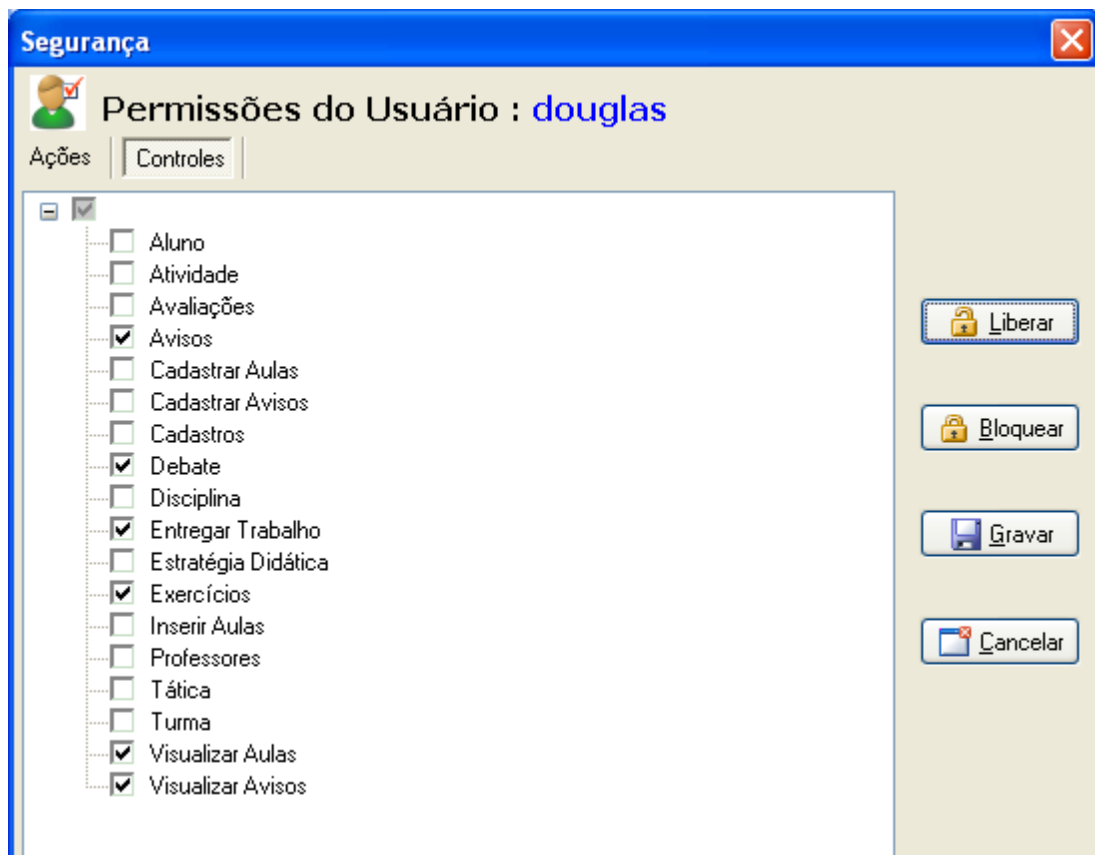 Segurança
Permissões do Usuário : douglas
Ações Controles
Aluno
Atividade
Avaliações
Avisos
Cadastrar Aulas
Cadastrar Avisos
Cadastros
Debate
Disciplina
Entregar Trabalho
Estratégia Didática
Exercícios
Inserir Aulas
Professores
Tática
Turma
Visualizar Aulas
Visualizar Avisos
Liberar
Bloquear
Gravar
Cancelar